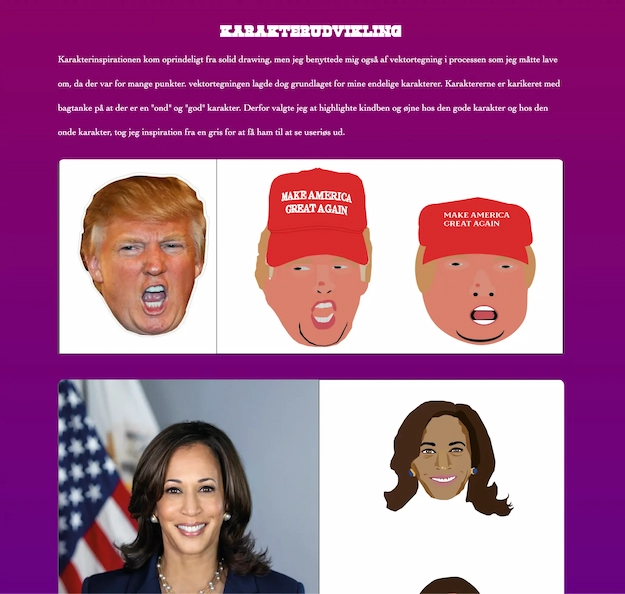 KARAKTERUDVIKLING
Karakterinspirationen kom oprindeligt fra solid drawing, men jeg benyttede mig også af vektortegning i processen som jeg måtte lave
om, da der var for mange punkter. vektortegningen lagde dog grundlaget for mine endelige karakterer. Karaktererne er karikeret med
bagtanke på at der er en "ond" og "god" karakter. Derfor valgte jeg at highlighte kindben og øjne hos den gode karakter og hos den
onde karakter, tog jeg inspiration fra en gris for at få ham til at se useriøs ud.
MAKE AMERICA
GREAT AGAIN
MAKE AMERICA
GREAT AGAIN